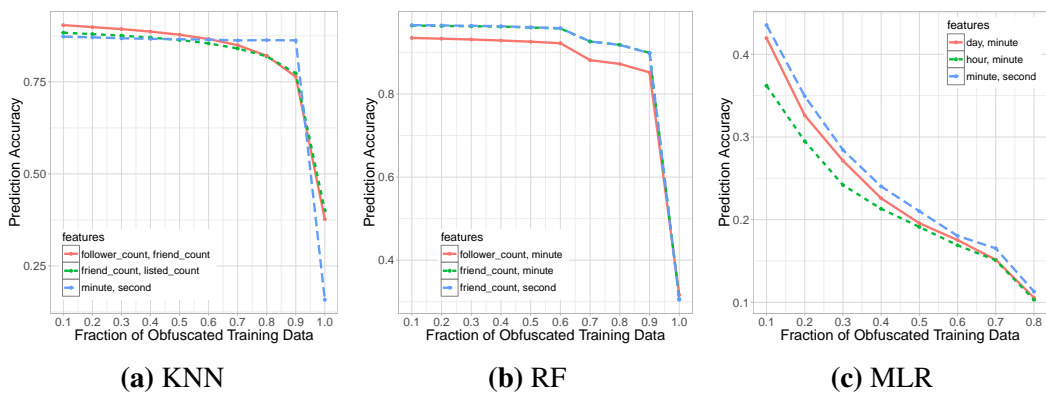 Prediction Accuracy
0.75
0.50
0.25
features
follower_count, friend_count
friend_count, listed_count
minute, second
0.1 0.2 0.3 0.4 0.5 0.6 0.7 0.8 0.9 1.0
Fraction of Obfuscated Training Data
(a) KNN
Prediction Accuracy
0.8
0.6
0.4
features
follower_count, minute
friend_count, minute
friend_count, second
0.1 0.2 0.3 0.4 0.5 0.6 0.7 0.8 0.9 1.0
Fraction of Obfuscated Training Data
(b) RF
Prediction Accuracy
0.4
0.3
0.2
0.1
features
day, minute
hour, minute
minute, second
0.1 0.2 0.3 0.4 0.5 0.6 0.7 0.8
Fraction of Obfuscated Training Data
(c) MLR